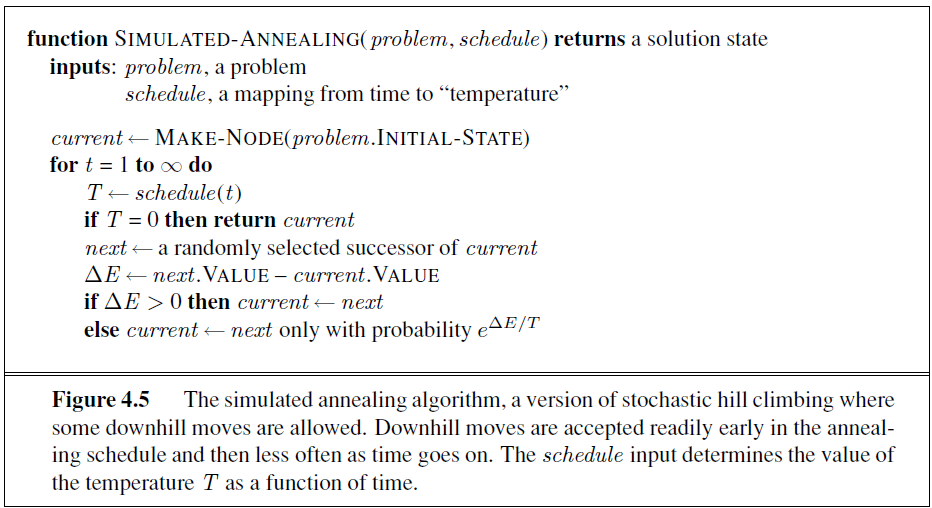 function SIMULATED-ANNEALING(problem, schedule) returns a solution state
inputs: problem, a problem
schedule, a mapping from time to “temperature”
current ← MAKE-NODE(problem.INITIAL-STATE)
for t = 1 to ∞ do
T ← schedule(t)
if T = 0 then return current
next ← a randomly selected successor of current
ΔE ← next.VALUE – current.VALUE
if ΔE > 0 then current ← next
else current ← next only with probability e^{ΔE/T}
Figure 4.5 The simulated annealing algorithm, a version of stochastic hill climbing where
some downhill moves are allowed. Downhill moves are accepted readily early in the anneal-
ing schedule and then less often as time goes on. The schedule input determines the value of
the temperature T as a function of time.